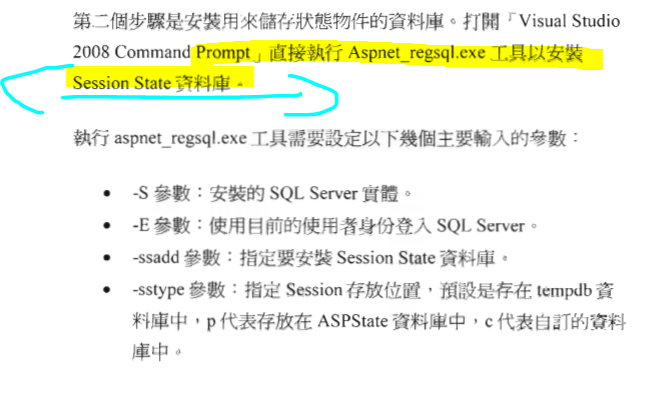 第二個步驟是安裝用來儲存狀態物件的資料庫。打開「Visual Studio
2008 Command Prompt」直接執行 Aspnet_regsql.exe 工具以安裝
Session State 資料庫。
執行 aspnet_regsql.exe 工具需要設定以下幾個主要輸入的參數：
• -S 參數：安裝的 SQL Server 實體。
• -E 參數：使用目前的使用者身份登入 SQL Server。
• -ssadd 參數：指定要安裝 Session State 資料庫。
• -sstype 參數：指定 Session 存放位置，預設是存在 tempdb 資
料庫中，p 代表存放在 ASPState 資料庫中，c 代表自訂的資料
庫中。